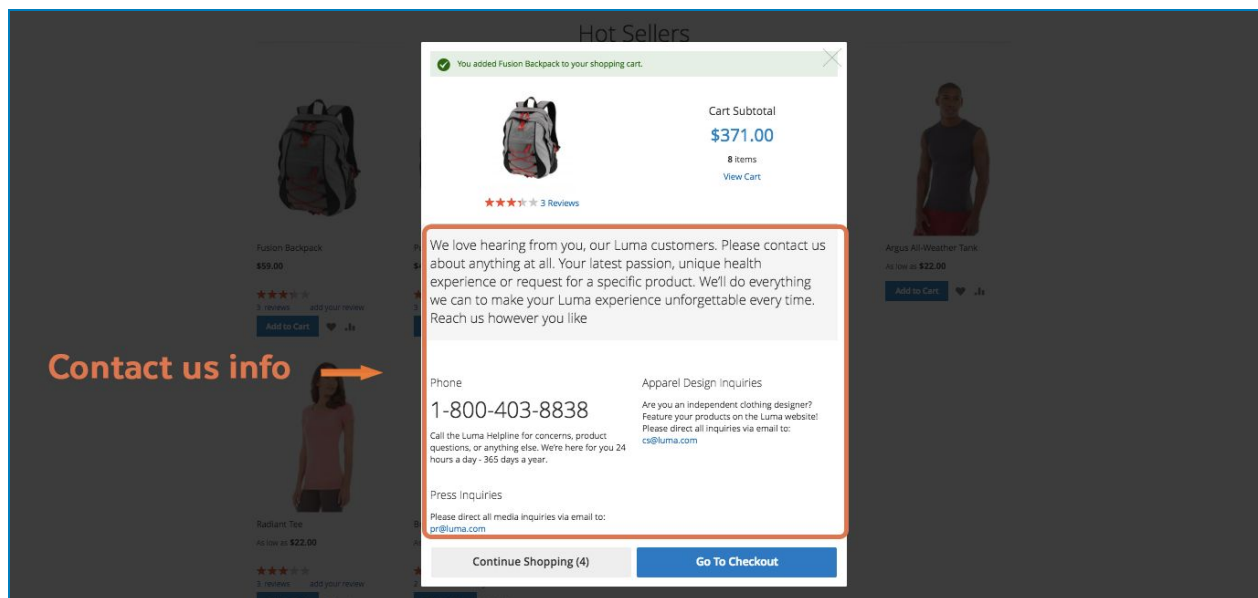 Hot Sellers
You added Fusion Backpack to your shopping cart.
Cart Subtotal
$371.00
8 items
View Cart
3 Reviews
We love hearing from you, our Luma customers. Please contact us
about anything at all. Your latest passion, unique health
experience or request for a specific product. We'll do everything
we can to make your Luma experience unforgettable every time.
Reach us however you like
Phone
1-800-403-8838
Call the Luma Helpline for concerns, product
questions, or anything else. We're here for you 24
hours a day - 365 days a year.
Apparel Design Inquiries
Are you an independent clothing designer?
Feature your products on the Luma website!
Please direct all inquiries via email to:
cs@luma.com
Press Inquiries
Please direct all media inquiries via email to:
pr@luma.com
Continue Shopping (4)
Go To Checkout
Contact us info
Fusion Backpack
$59.00
3 reviews add your review
Add to Cart
Argus All-Weather Tank
As low as $22.00
Add to Cart
Radiant Tee
As low as $22.00
3 reviews add your review